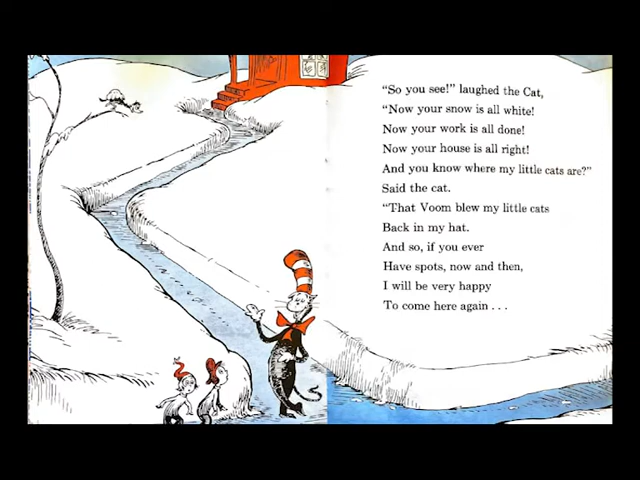 “So you see!” laughed the Cat,
“Now your snow is all white!
Now your work is all done!
Now your house is all right!
And you know where my little cats are?”
Said the cat.
“That Voom blew my little cats
Back in my hat.
And so, if you ever
Have spots, now and then,
I will be very happy
To come here again . . .